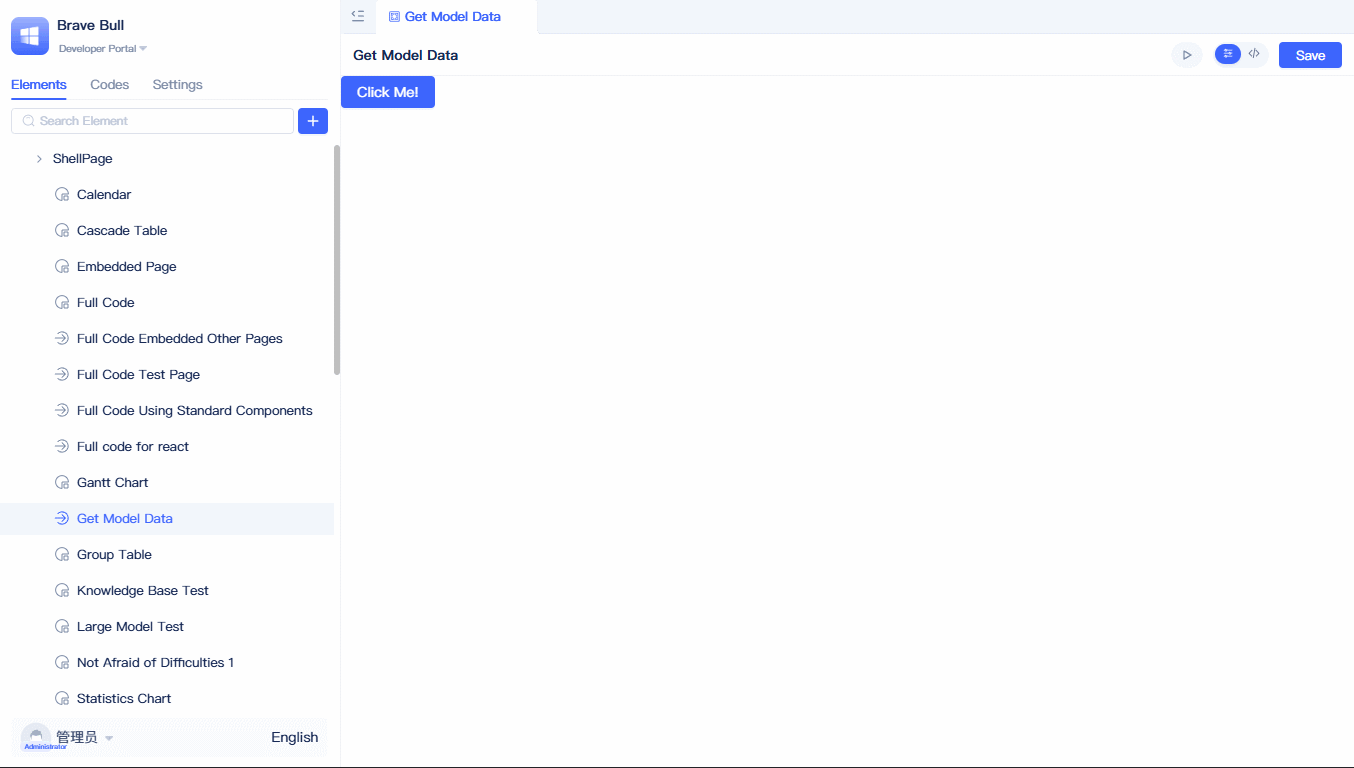 Brave Bull
Developer Portal
Elements Codes Settings
Search Element
ShellPage
Calendar
Cascade Table
Embedded Page
Full Code
Full Code Embedded Other Pages
Full Code Test Page
Full Code Using Standard Components
Full code for react
Gantt Chart
Get Model Data
Group Table
Knowledge Base Test
Large Model Test
Not Afraid of Difficulties 1
Statistics Chart
管理员
Administrator
English
Get Model Data
Get Model Data
Save
Click Me!